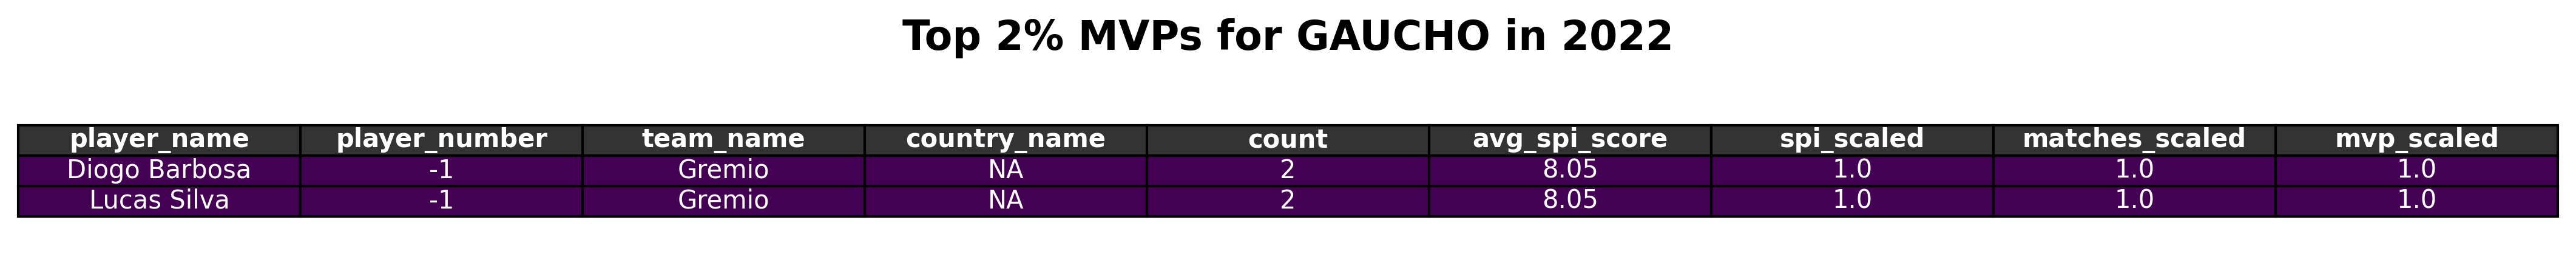 Top 2% MVPs for GAUCHO in 2022
player_name player_number team_name country_name count avg_spi_score spi_scaled matches_scaled mvp_scaled
Diogo Barbosa -1 Gremio NA 2 8.05 1.0 1.0 1.0
Lucas Silva -1 Gremio NA 2 8.05 1.0 1.0 1.0